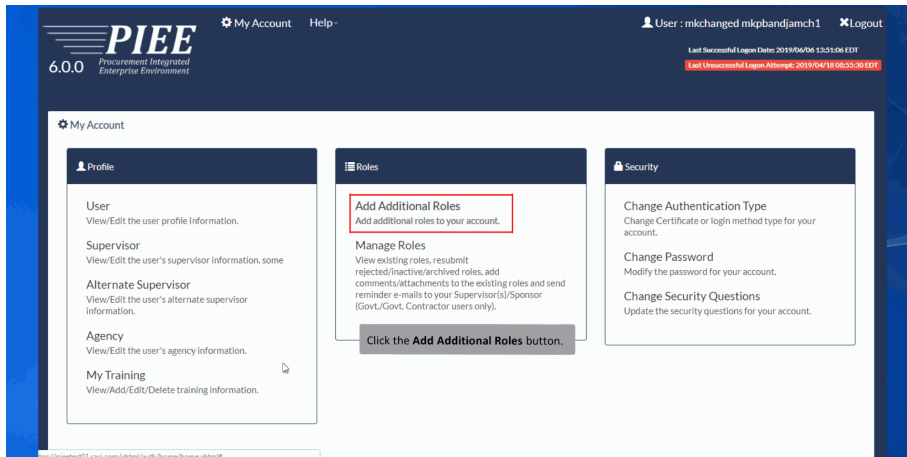 My Account Help
User : mkchanged mkpbandjamch1 Logout
PIEE
6.0.0 Procurement Integrated
Enterprise Environment
Last Successful Logon Date: 2019/06/06 13:51:06 EDT
Last Unsuccessful Logon Attempt: 2019/04/18 08:55:30 EDT
My Account
Profile
User
View/Edit the user profile information.
Supervisor
View/Edit the user's supervisor information. some
Alternate Supervisor
View/Edit the user's alternate supervisor
information.
Agency
View/Edit the user's agency information.
My Training
View/Add/Edit/Delete training information.
Roles
Add Additional Roles
Add additional roles to your account.
Manage Roles
View existing roles, resubmit
rejected/inactive/archived roles, add
comments/attachments to the existing roles and send
reminder e-mails to your Supervisor(s)/Sponsor
(Govt./Govt. Contractor users only).
Click the Add Additional Roles button.
Security
Change Authentication Type
Change Certificate or login method type for your
account.
Change Password
Modify the password for your account.
Change Security Questions
Update the security questions for your account.